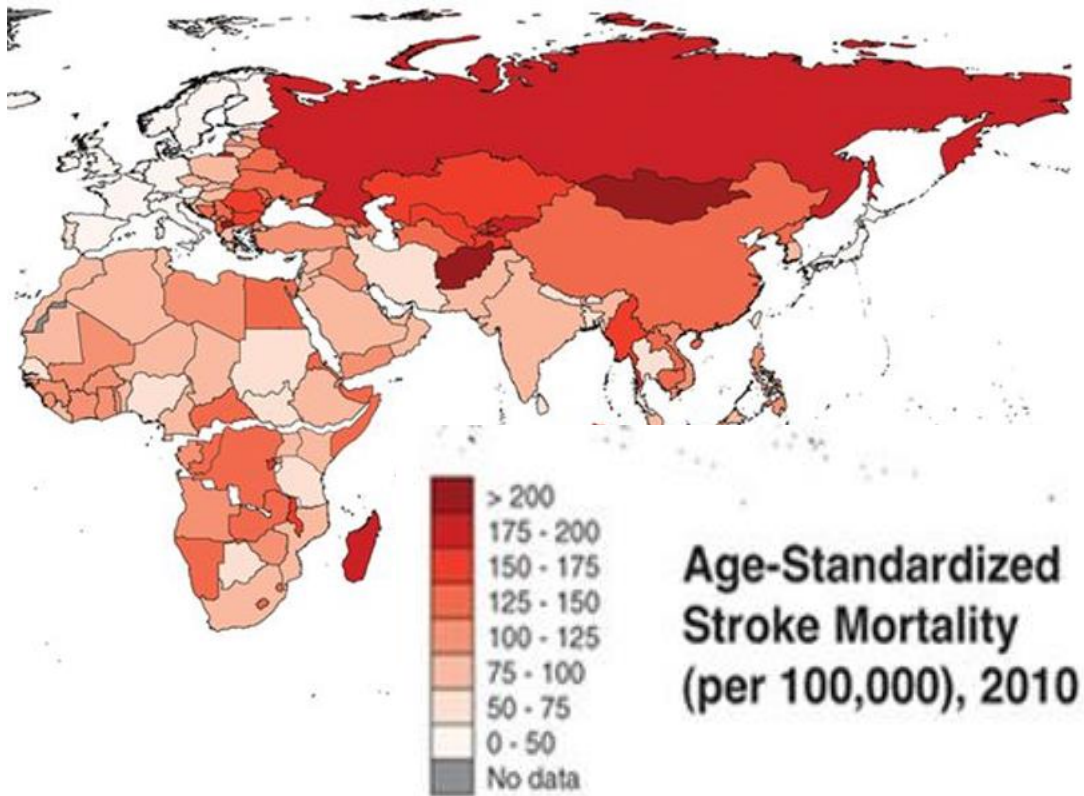 > 200
175 - 200
150 - 175
125 - 150
100 - 125
75 - 100
50 - 75
0 - 50
No data
Age-Standardized
Stroke Mortality
(per 100,000), 2010